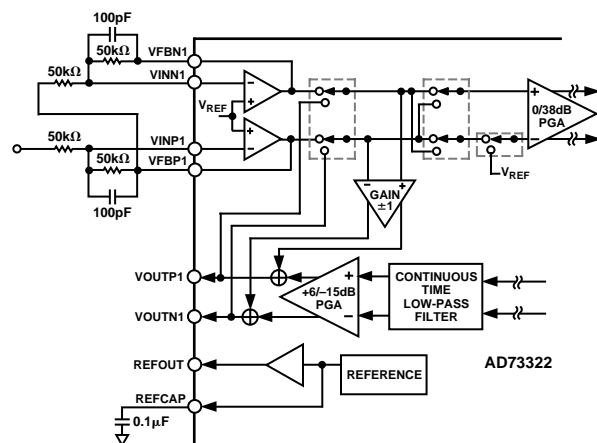 100pF
50kΩ
VFBN1
50kΩ
VINN1
VREF
50kΩ
VINP1
50kΩ
VFBP1
100pF
+
−
0/38dB
PGA
VREF
− +
GAIN
±1
VOUTP1
+6/–15dB
PGA
+
−
CONTINUOUS
TIME
LOW-PASS
FILTER
VOUTN1
AD73322
REFOUT
REFERENCE
REFCAP
0.1μF